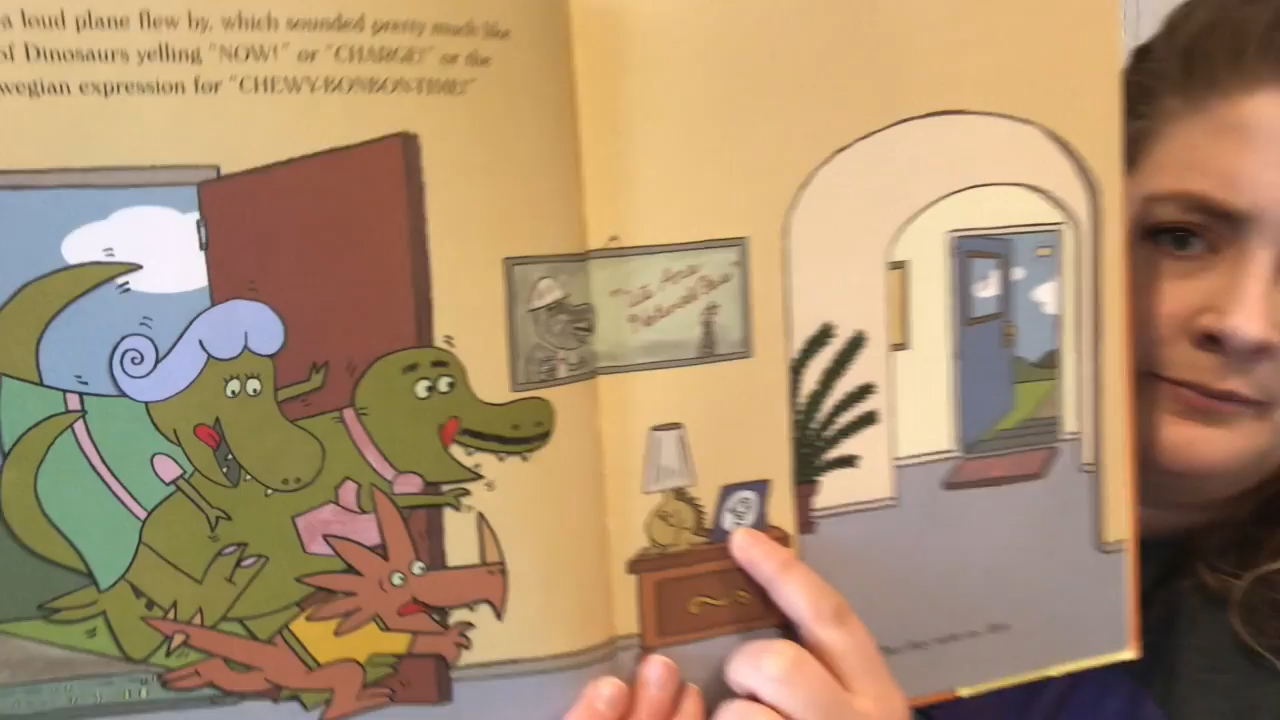 a loud plane flew by, which sounded pretty much like
of Dinosaurs yelling "NOW!" or "CHARGE!" or the
wegian expression for "CHEWY-BONBON-TIME!"